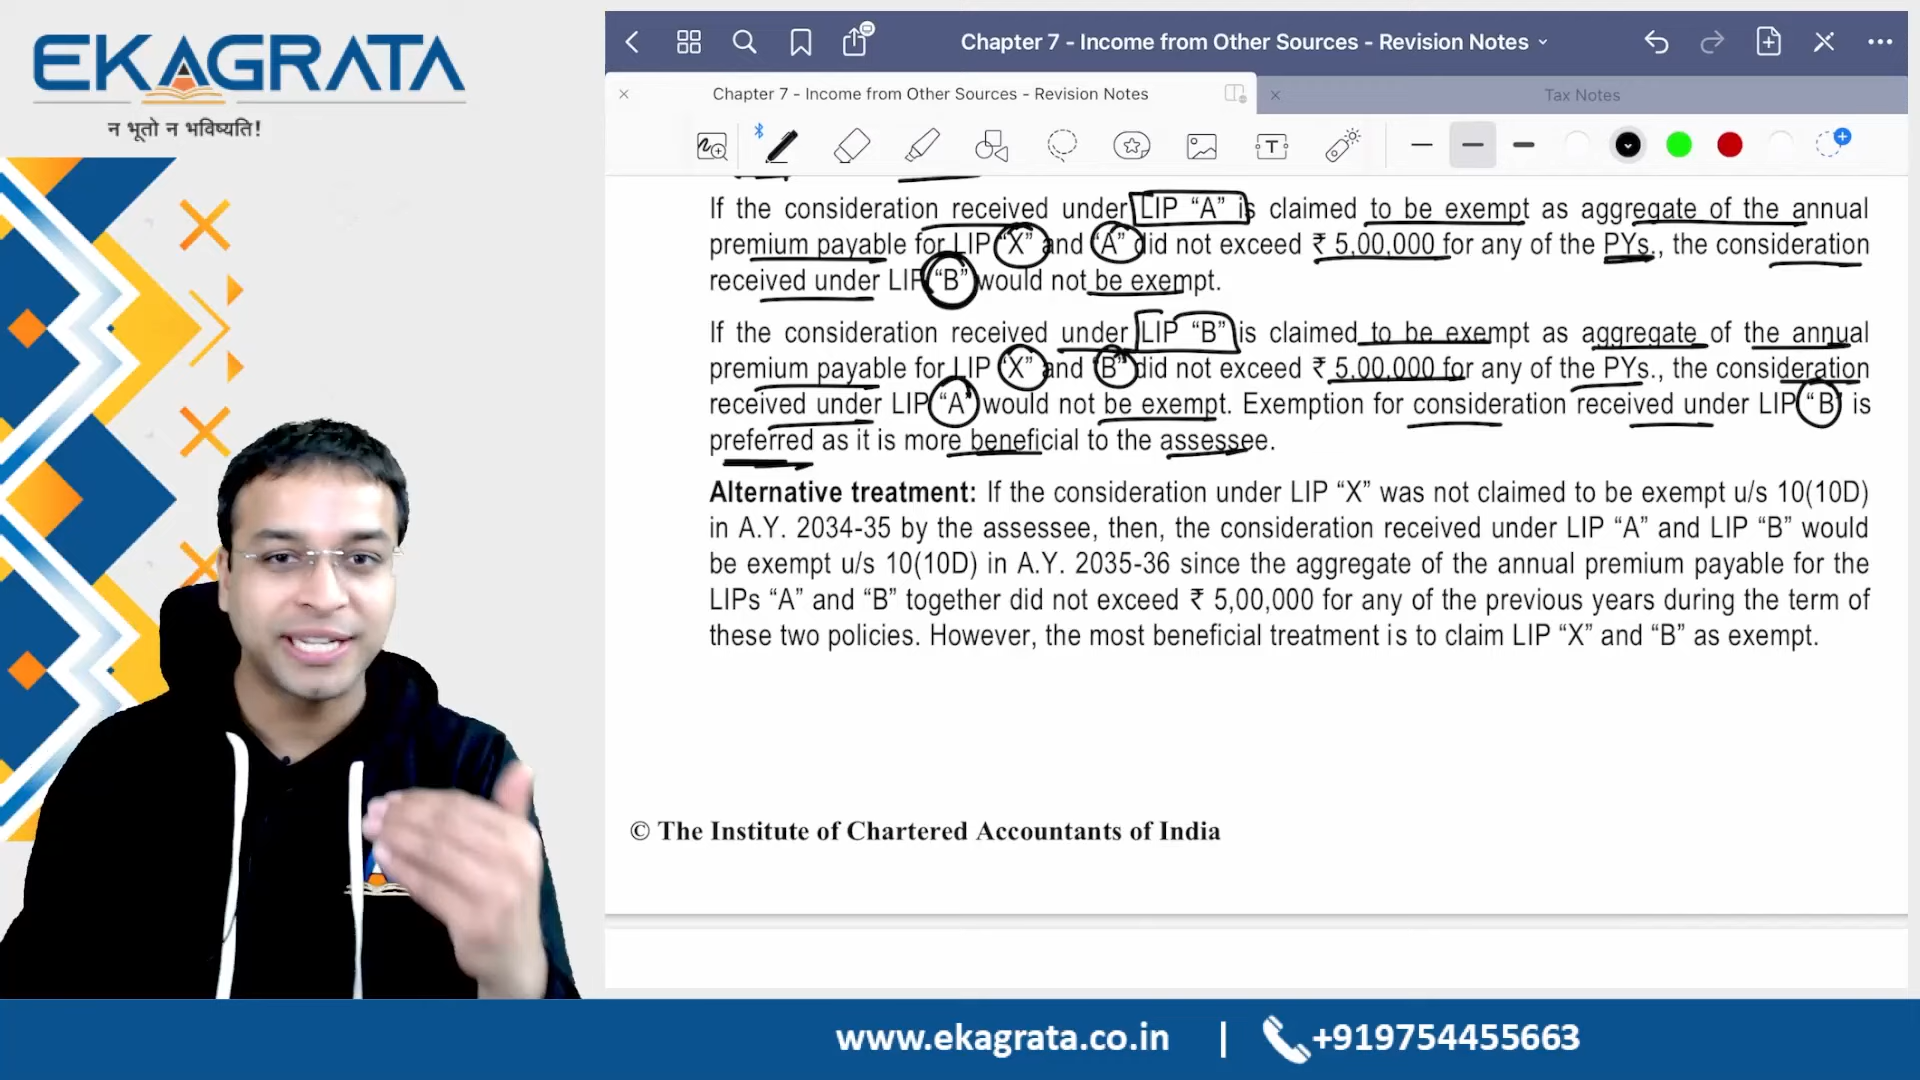 EKAGRATA
न भूतो न भविष्यति!
Chapter 7 - Income from Other Sources - Revision Notes
Chapter 7 - Income from Other Sources - Revision Notes
Tax Notes
If the consideration received under LIP “A” is claimed to be exempt as aggregate of the annual
premium payable for LIP “X” and “A” did not exceed ₹ 5,00,000 for any of the PYs., the consideration
received under LIP “B” would not be exempt.
If the consideration received under LIP “B” is claimed to be exempt as aggregate of the annual
premium payable for LIP “X” and “B” did not exceed ₹ 5,00,000 for any of the PYs., the consideration
received under LIP “A” would not be exempt. Exemption for consideration received under LIP “B” is
preferred as it is more beneficial to the assessee.
Alternative treatment: If the consideration under LIP “X” was not claimed to be exempt u/s 10(10D)
in A.Y. 2034-35 by the assessee, then, the consideration received under LIP “A” and LIP “B” would
be exempt u/s 10(10D) in A.Y. 2035-36 since the aggregate of the annual premium payable for the
LIPs “A” and “B” together did not exceed ₹ 5,00,000 for any of the previous years during the term of
these two policies. However, the most beneficial treatment is to claim LIP “X” and “B” as exempt.
© The Institute of Chartered Accountants of India
www.ekagrata.co.in | +919754455663